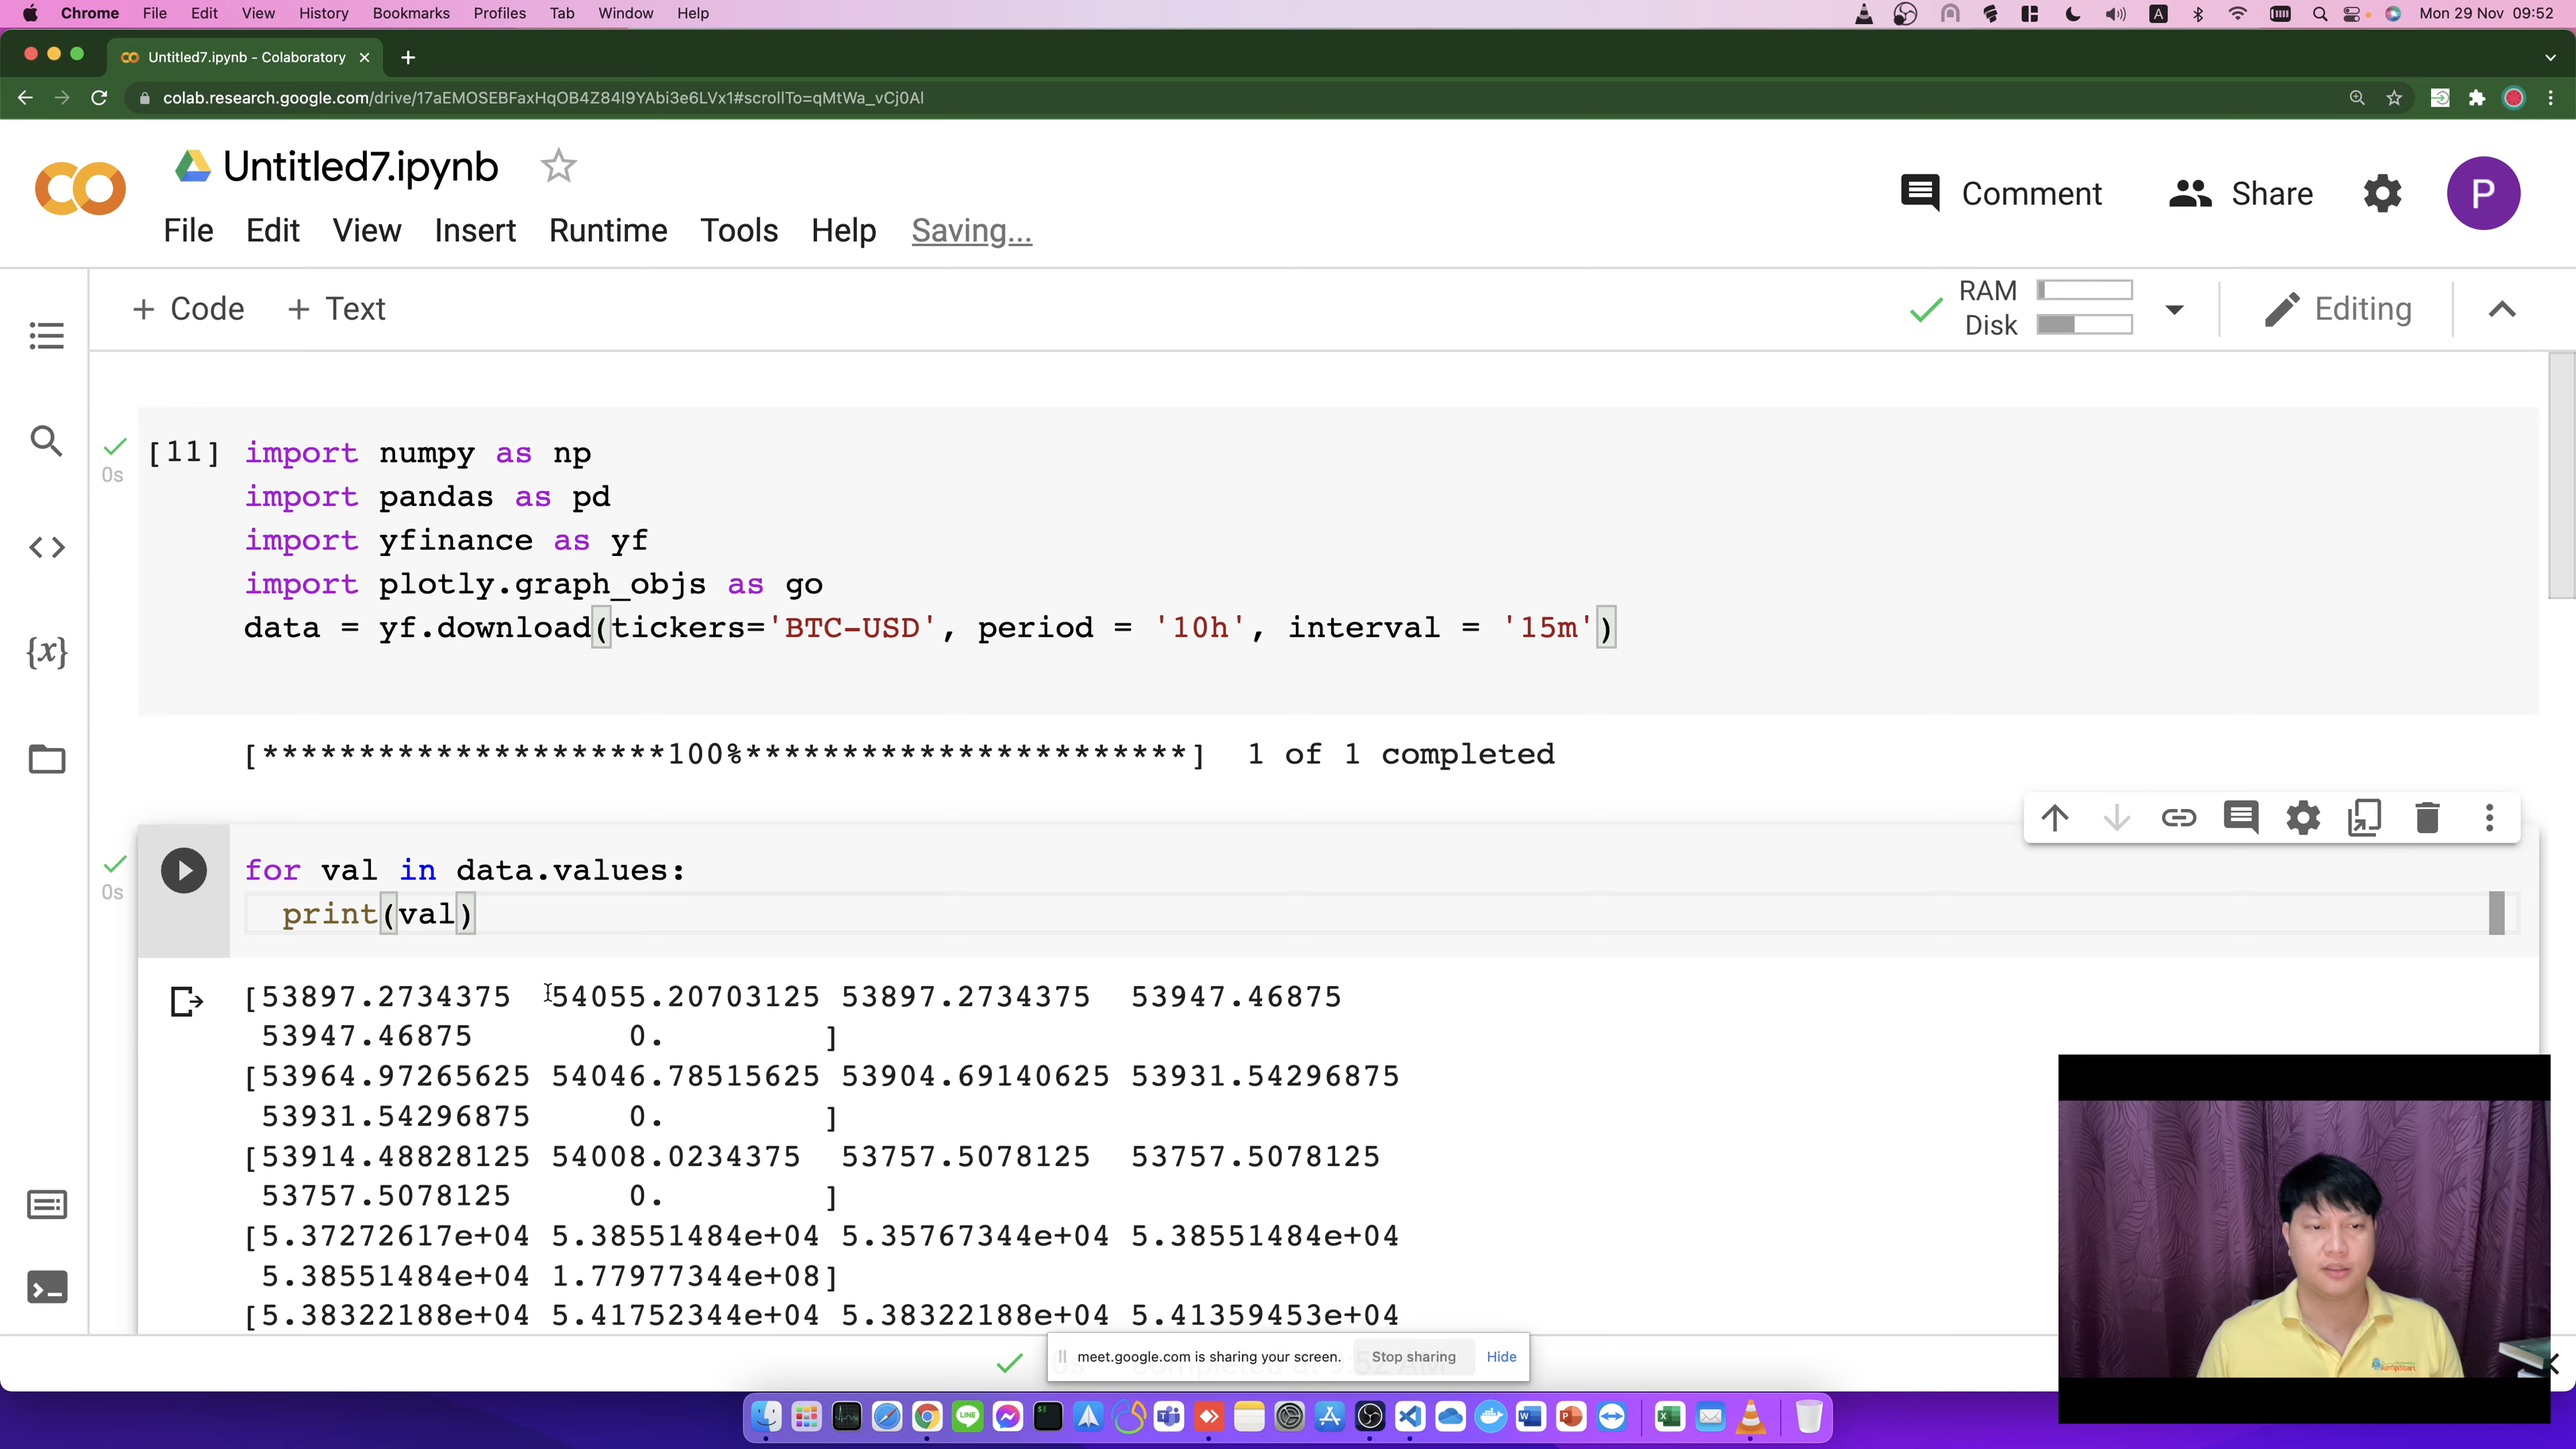 Chrome File Edit View History Bookmarks Profiles Tab Window Help A Mon 29 Nov 09:52
Untitled7.ipynb - Colaboratory
colab.research.google.com/drive/17aEMOSEBFaxHqOB4Z84I9YAbi3e6LVx1#scrollTo=qMtWa_vCj0AI
Untitled7.ipynb
Comment Share P
File Edit View Insert Runtime Tools Help Saving...
+ Code + Text
RAM
Disk
Editing
[11] import numpy as np
0s
import pandas as pd
import yfinance as yf
import plotly.graph_objs as go
data = yf.download(tickers='BTC-USD', period = '10h', interval = '15m')
{x}
[*********************100%***********************] 1 of 1 completed
for val in data.values:
0s
print(val)
[53897.2734375 54055.20703125 53897.2734375 53947.46875
53947.46875 0. ]
[53964.97265625 54046.78515625 53904.69140625 53931.54296875
53931.54296875 0. ]
[53914.48828125 54008.0234375 53757.5078125 53757.5078125
53757.5078125 0. ]
[5.37272617e+04 5.38551484e+04 5.35767344e+04 5.38551484e+04
5.38551484e+04 1.77977344e+08]
[5.38322188e+04 5.41752344e+04 5.38322188e+04 5.41359453e+04
meet.google.com is sharing your screen. Stop sharing Hide
LINE
JumpStart